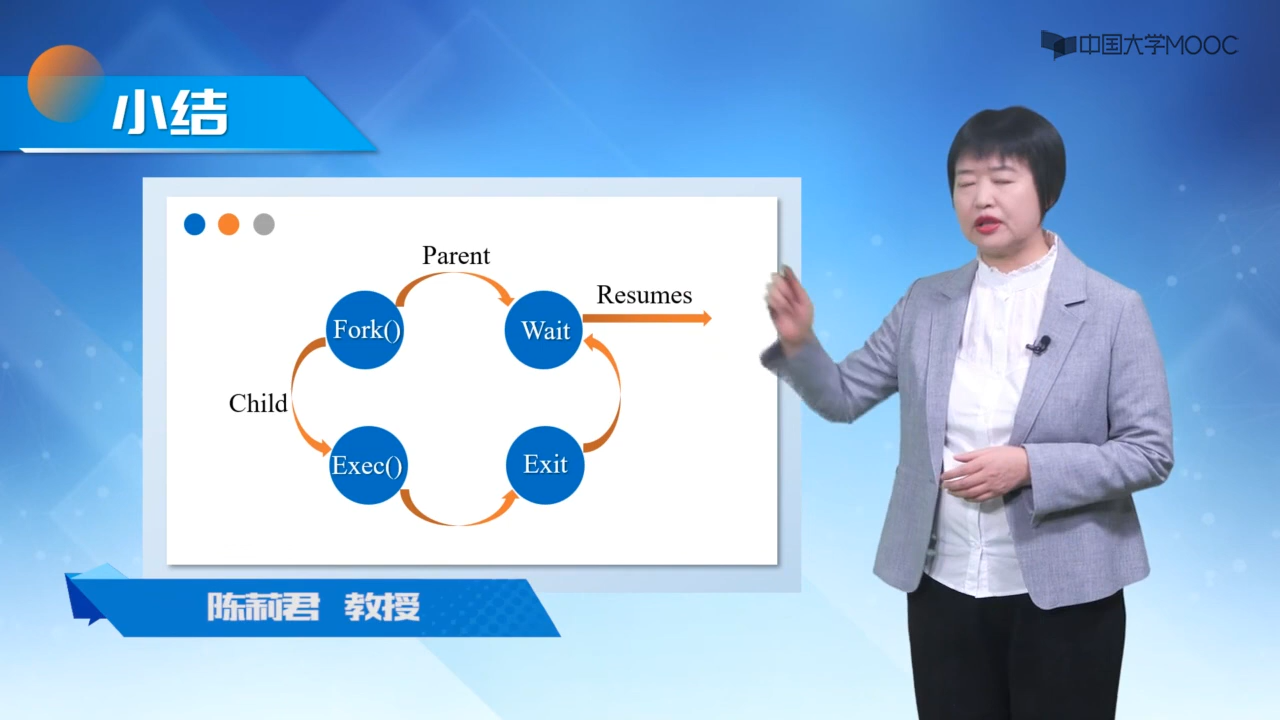 中国大学MOOC
小结
Parent
Resumes
Fork()
Wait
Child
Exec()
Exit
陈莉君 教授